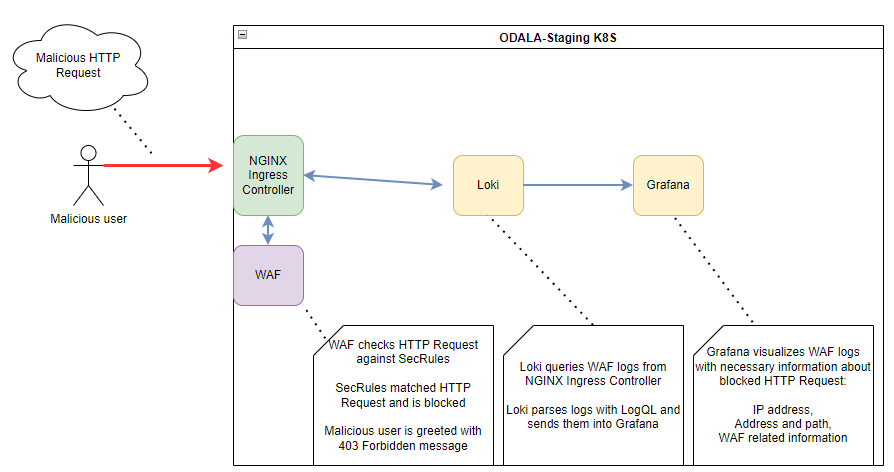 ODALA-Staging K8S
Malicious HTTP
Request
Malicious user
NGINX
Ingress
Controller
Loki
Grafana
WAF
WAF checks HTTP Request
against SecRules
SecRules matched HTTP
Request and is blocked
Malicious user is greeted with
403 Forbidden message
Loki queries WAF logs from
NGINX Ingress Controller
Loki parses logs with LogQL and
sends them into Grafana
Grafana visualizes WAF logs
with necessary information about
blocked HTTP Request:
IP address,
Address and path,
WAF related information